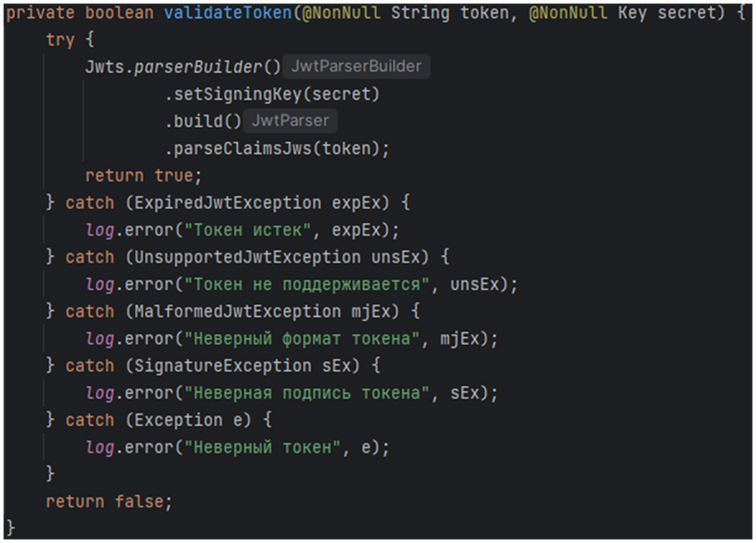 private boolean validateToken(@NonNull String token, @NonNull Key secret) {
try {
Jwts.parserBuilder() JwtParserBuilder
.setSigningKey(secret)
.build() JwtParser
.parseClaimsJws(token);
return true;
} catch (ExpiredJwtException expEx) {
log.error("Токен истек", expEx);
} catch (UnsupportedJwtException unsEx) {
log.error("Токен не поддерживается", unsEx);
} catch (MalformedJwtException mjEx) {
log.error("Неверный формат токена", mjEx);
} catch (SignatureException sEx) {
log.error("Неверная подпись токена", sEx);
} catch (Exception e) {
log.error("Неверный токен", e);
}
return false;
}